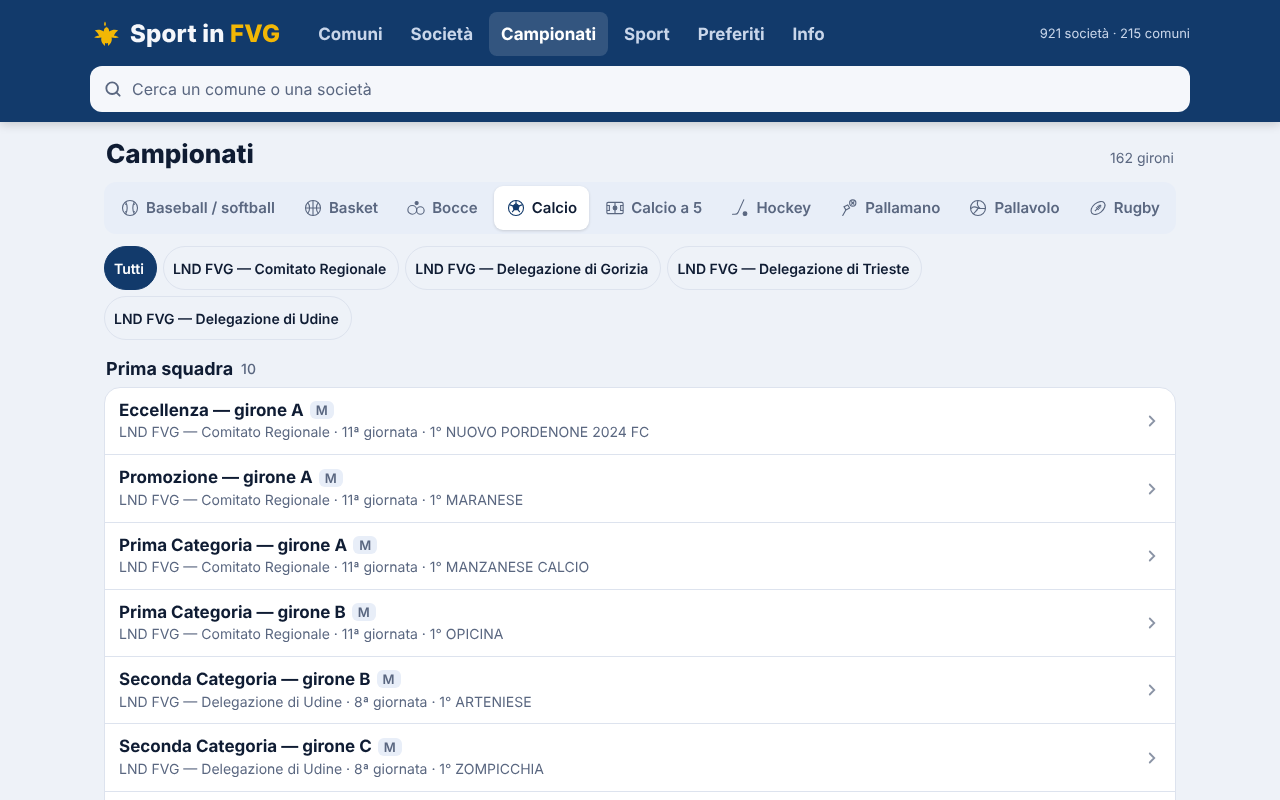 Sport in FVG
Comuni Società Campionati Sport Preferiti Info
921 società · 215 comuni
Cerca un comune o una società
Campionati
162 gironi
Baseball / softball Basket Bocce Calcio Calcio a 5 Hockey Pallamano Pallavolo Rugby
Tutti LND FVG — Comitato Regionale LND FVG — Delegazione di Gorizia LND FVG — Delegazione di Trieste
LND FVG — Delegazione di Udine
Prima squadra 10
Eccellenza — girone A M
LND FVG — Comitato Regionale · 11ª giornata · 1° NUOVO PORDENONE 2024 FC
Promozione — girone A M
LND FVG — Comitato Regionale · 11ª giornata · 1° MARANESE
Prima Categoria — girone A M
LND FVG — Comitato Regionale · 11ª giornata · 1° MANZANESE CALCIO
Prima Categoria — girone B M
LND FVG — Comitato Regionale · 11ª giornata · 1° OPICINA
Seconda Categoria — girone B M
LND FVG — Delegazione di Udine · 8ª giornata · 1° ARTENIESE
Seconda Categoria — girone C M
LND FVG — Delegazione di Udine · 8ª giornata · 1° ZOMPICCHIA